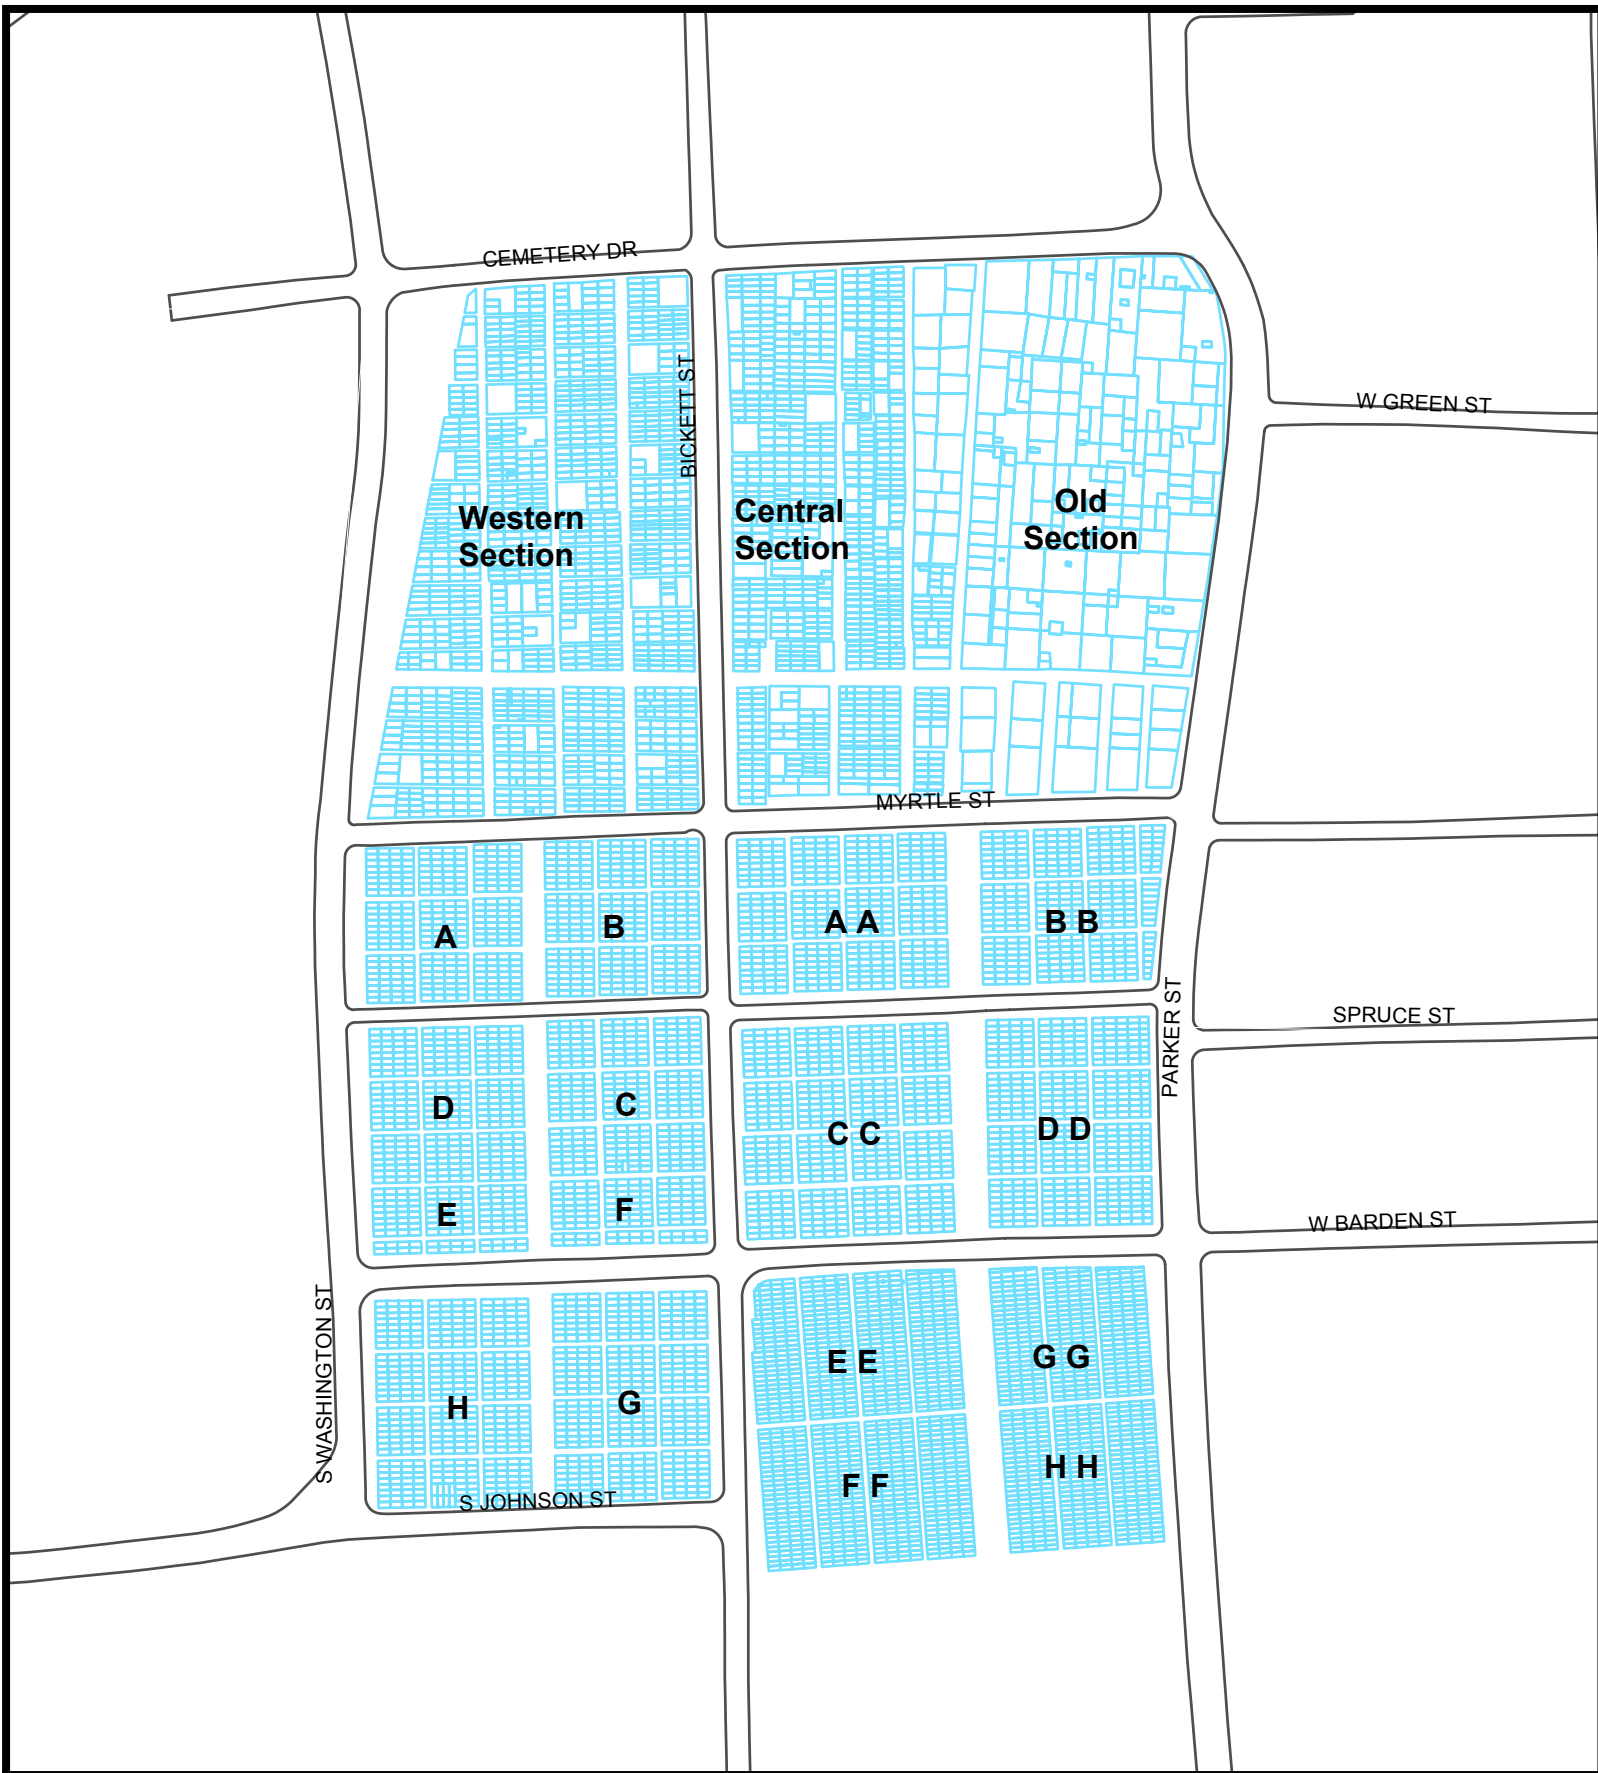 CEMETERY DR
BICKETT ST
W GREEN ST
Western
Section
Central
Section
Old
Section
MYRTLE ST
A
B
A A
B B
PARKER ST
SPRUCE ST
D
C
C C
D D
E
F
W BARDEN ST
S WASHINGTON ST
E E
G G
H
G
F F
H H
S JOHNSON ST